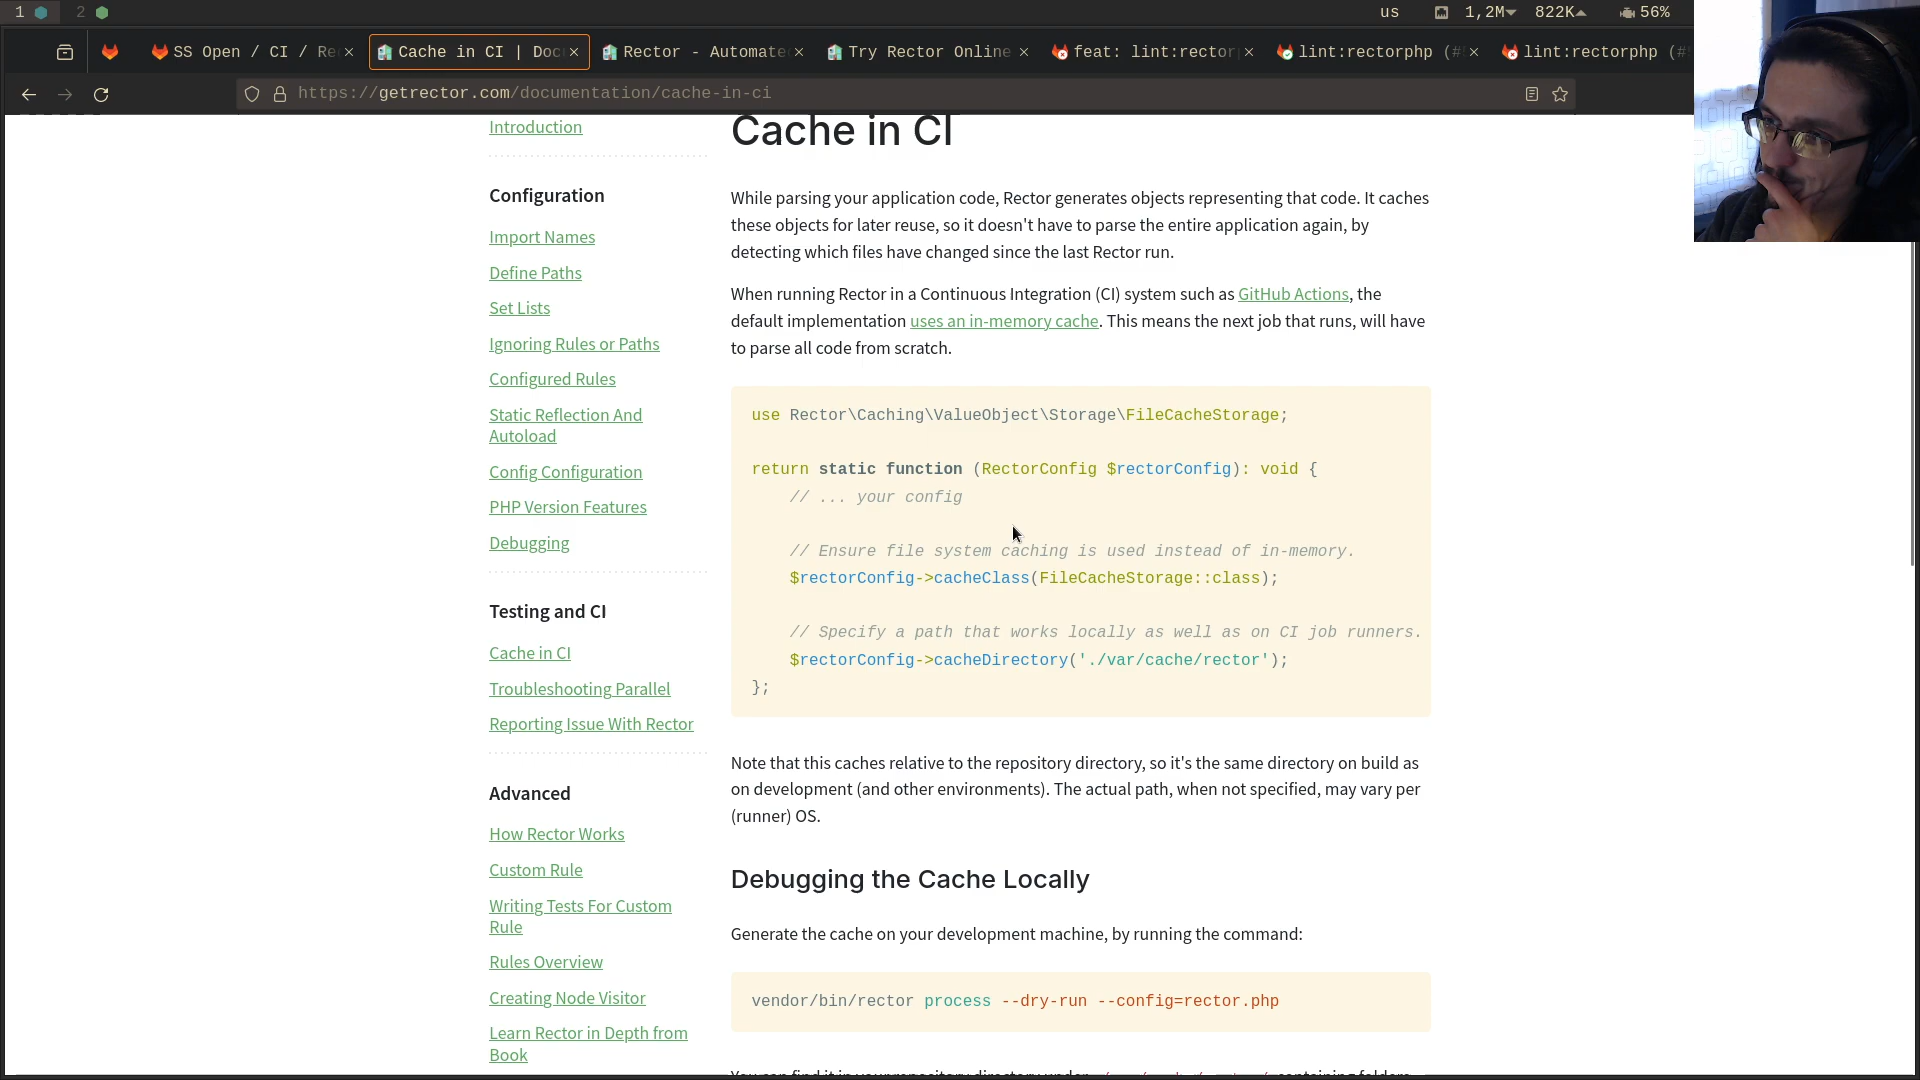 1 2 us 1,2M 822K 56%
SS Open / CI / Re × Cache in CI | Doc × Rector - Automate × Try Rector Online × feat: lint:rector × lint:rectorphp (# × lint:rectorphp (#
https://getrector.com/documentation/cache-in-ci
Introduction
Configuration
Import Names
Define Paths
Set Lists
Ignoring Rules or Paths
Configured Rules
Static Reflection And
Autoload
Config Configuration
PHP Version Features
Debugging
Testing and CI
Cache in CI
Troubleshooting Parallel
Reporting Issue With Rector
Advanced
How Rector Works
Custom Rule
Writing Tests For Custom
Rule
Rules Overview
Creating Node Visitor
Learn Rector in Depth from
Book
Cache in CI
While parsing your application code, Rector generates objects representing that code. It caches
these objects for later reuse, so it doesn't have to parse the entire application again, by
detecting which files have changed since the last Rector run.
When running Rector in a Continuous Integration (CI) system such as GitHub Actions, the
default implementation uses an in-memory cache. This means the next job that runs, will have
to parse all code from scratch.
use Rector\Caching\ValueObject\Storage\FileCacheStorage;
return static function (RectorConfig $rectorConfig): void {
// ... your config
// Ensure file system caching is used instead of in-memory.
$rectorConfig->cacheClass(FileCacheStorage::class);
// Specify a path that works locally as well as on CI job runners.
$rectorConfig->cacheDirectory('./var/cache/rector');
};
Note that this caches relative to the repository directory, so it's the same directory on build as
on development (and other environments). The actual path, when not specified, may vary per
(runner) OS.
Debugging the Cache Locally
Generate the cache on your development machine, by running the command:
vendor/bin/rector process --dry-run --config=rector.php